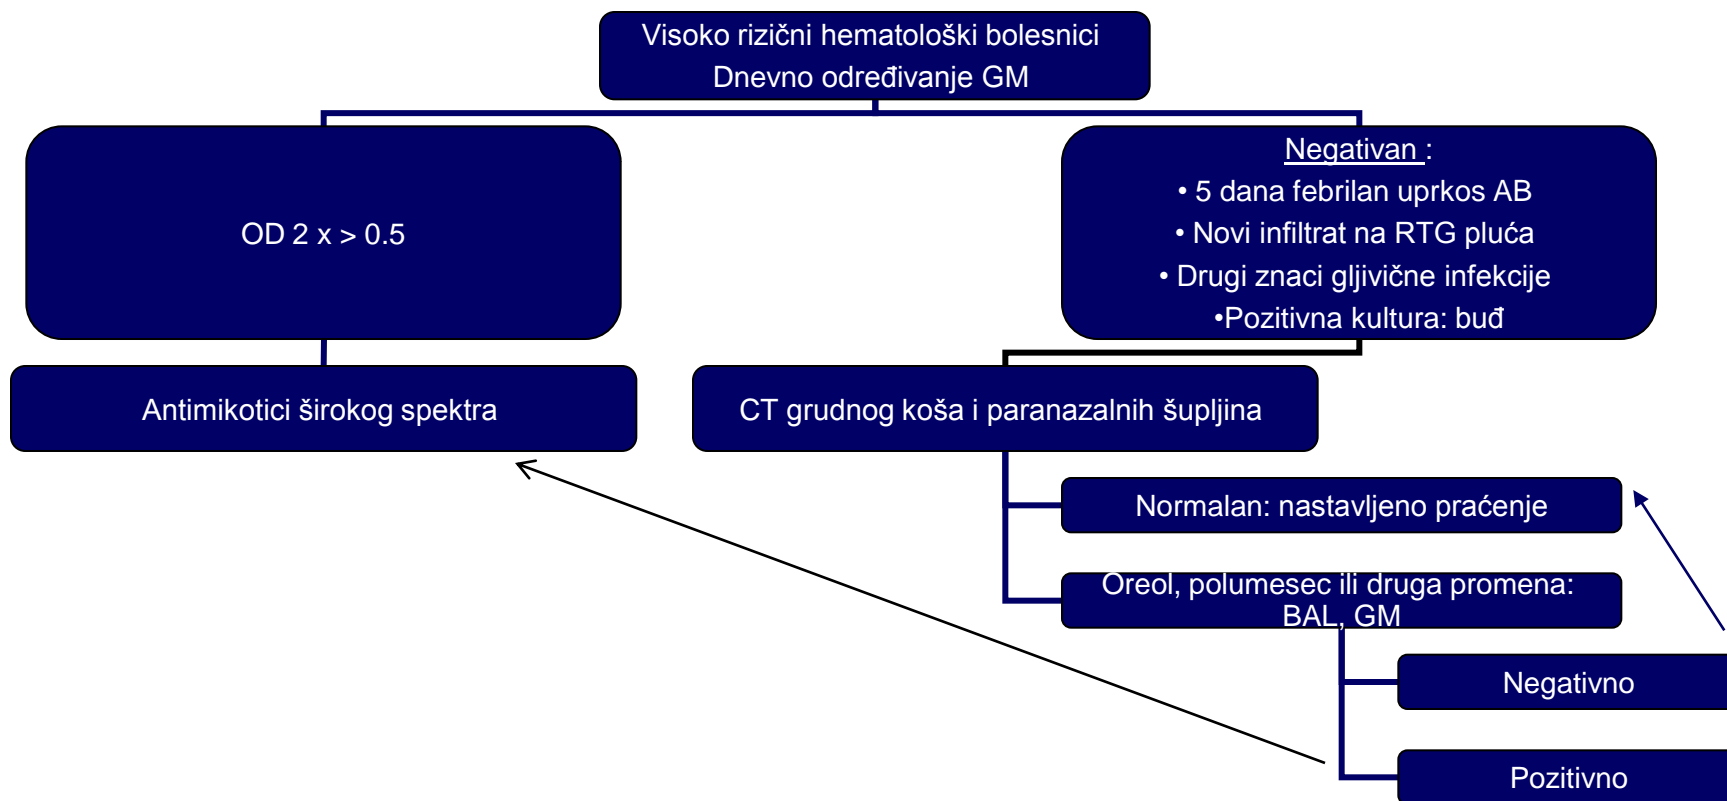 Visoko rizični hematološki bolesnici
Dnevno određivanje GM
OD 2 x > 0.5
Negativan :
• 5 dana febrilan uprkos AB
• Novi infiltrat na RTG pluća
• Drugi znaci gljivične infekcije
•Pozitivna kultura: buđ
Antimikotici širokog spektra
CT grudnog koša i paranazalnih šupljina
Normalan: nastavljeno praćenje
Oreol, polumesec ili druga promena:
BAL, GM
Negativno
Pozitivno